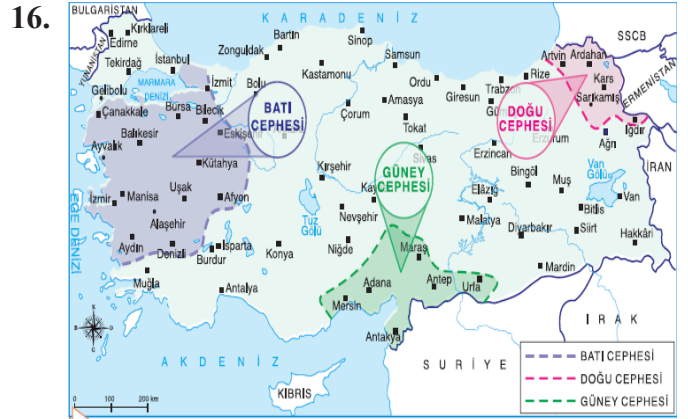 16.
BULGARİSTAN
KARADENİZ
SSCB
YUNANİSTAN
ERMENİSTAN
İRAN
Kırklareli
Edirne
Tekirdağ
İstanbul
Gelibolu
MARMARA
DENİZİ
İzmit
Bolu
Zonguldak
Bartın
Kastamonu
Sinop
Samsun
Ordu
Giresun
Trabzon
Rize
Artvin
Ardahan
Kars
Sarıkamış
Iğdır
Ağrı
Çanakkale
Bursa
Bilecik
Balıkesir
Eskişehir
Ayvalık
Kütahya
BATI
CEPHESİ
Çorum
Amasya
Tokat
Sivas
DOĞU
CEPHESİ
Erzincan
Erzurum
GÜNEY
CEPHESİ
Kırşehir
Nevşehir
Elazığ
Bingöl
Muş
Van
Gölü
Van
Bitlis
Siirt
Hakkâri
EGE DENİZİ
İzmir
Manisa
Uşak
Afyon
Alaşehir
Aydın
Denizli
Isparta
Burdur
Muğla
Antalya
Konya
Tuz
Gölü
Niğde
Malatya
Diyarbakır
Mardin
Maraş
Adana
Antep
Urfa
Mersin
Antakya
AKDENİZ
KIBRIS
SURİYE
IRAK
0 100 200 km
BATI CEPHESİ
DOĞU CEPHESİ
GÜNEY CEPHESİ